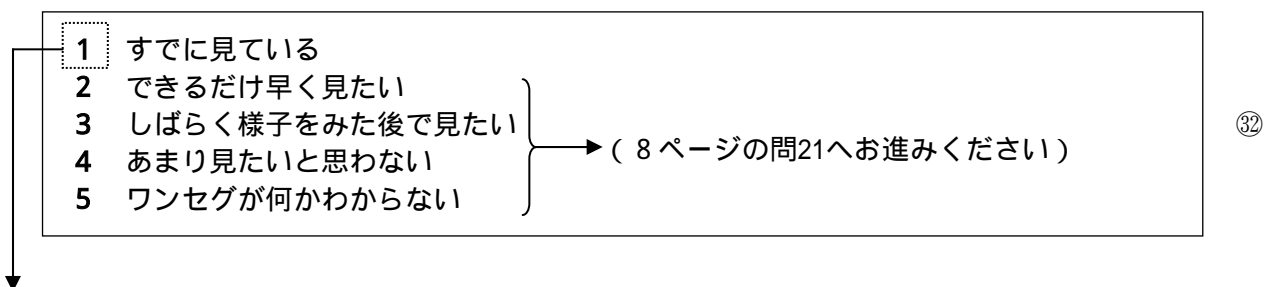 1 すでに見ている
2 できるだけ早く見たい
3 しばらく様子をみた後で見たい
4 あまり見たいと思わない
5 ワンセグが何かわからない
（8ページの問21へお進みください）
㉜